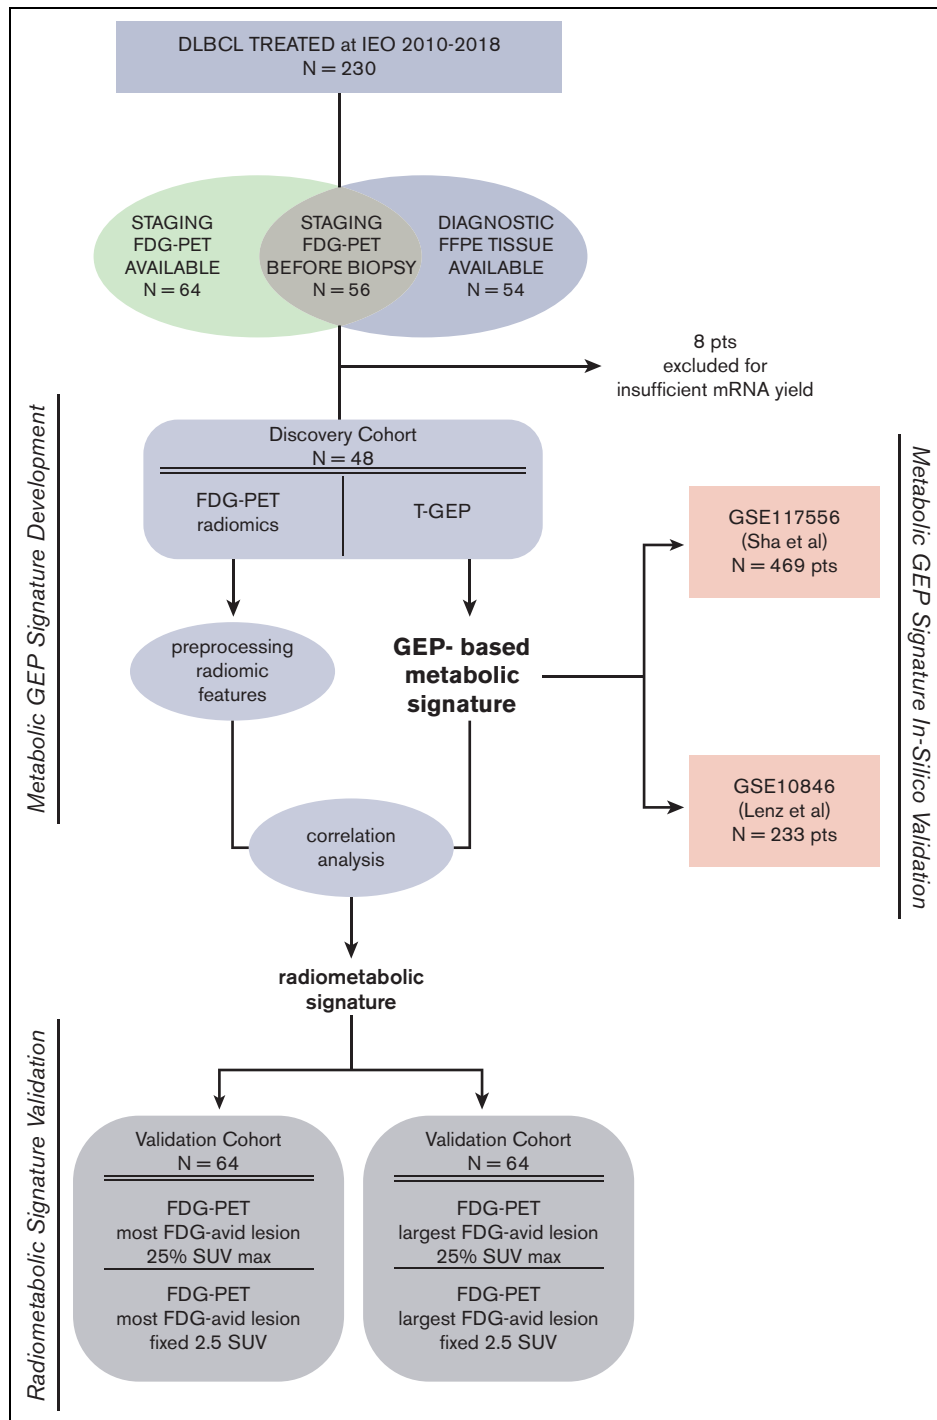 DLBCL TREATED at IEO 2010-2018
N = 230
STAGING
FDG-PET
AVAILABLE
N = 64
STAGING
FDG-PET
BEFORE BIOPSY
N = 56
DIAGNOSTIC
FFPE TISSUE
AVAILABLE
N = 54
8 pts
excluded for
insufficient mRNA yield
Metabolic GEP Signature Development
Discovery Cohort
N = 48
FDG-PET
radiomics
T-GEP
preprocessing
radiomic
features
GEP- based
metabolic
signature
correlation
analysis
GSE117556
(Sha et al)
N = 469 pts
GSE10846
(Lenz et al)
N = 233 pts
Metabolic GEP Signature In-Silico Validation
radiometabolic
signature
Radiometabolic Signature Validation
Validation Cohort
N = 64
FDG-PET
most FDG-avid lesion
25% SUV max
FDG-PET
most FDG-avid lesion
fixed 2.5 SUV
Validation Cohort
N = 64
FDG-PET
largest FDG-avid lesion
25% SUV max
FDG-PET
largest FDG-avid lesion
fixed 2.5 SUV